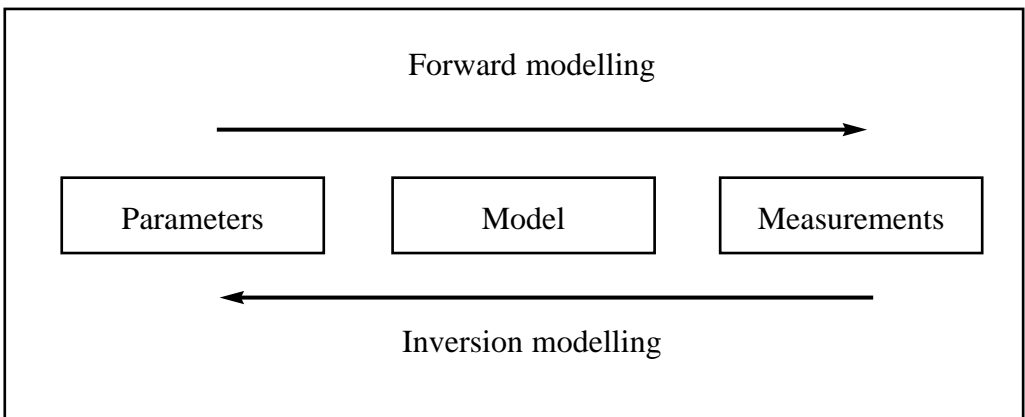 Forward modelling
Parameters
Model
Measurements
Inversion modelling